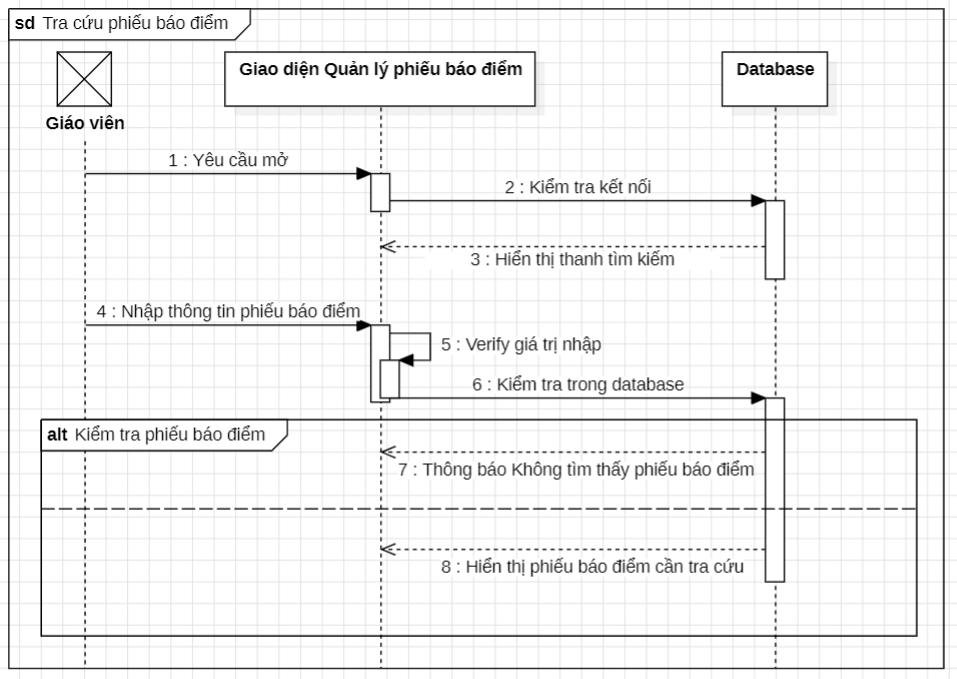 sd Tra cứu phiếu báo điểm
Giao diện Quản lý phiếu báo điểm
Database
Giáo viên
1 : Yêu cầu mở
2 : Kiểm tra kết nối
3 : Hiển thị thanh tìm kiếm
4 : Nhập thông tin phiếu báo điểm
5 : Verify giá trị nhập
6 : Kiểm tra trong database
alt Kiểm tra phiếu báo điểm
7 : Thông báo Không tìm thấy phiếu báo điểm
8 : Hiển thị phiếu báo điểm cần tra cứu